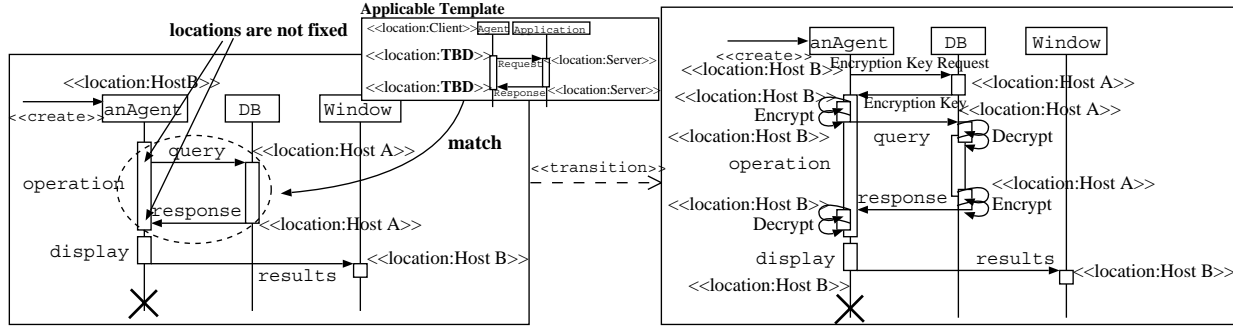 Applicable Template
<<location:Client>>
Agent
Application
<<location:TBD>>
Request
<<location:Server>>
<<location:TBD>>
Response
<<location:Server>>
locations are not fixed
<<location:HostB>>
anAgent
DB
Window
<<create>>
query
<<location:Host A>>
operation
response
<<location:Host A>>
display
results
<<location:Host B>>
match
<<transition>>
anAgent
DB
Window
<<create>>
Encryption Key Request
<<location:Host B>>
<<location:Host A>>
<<location:Host B>>
Encryption Key
<<location:Host A>>
Encrypt
<<location:Host B>>
query
Decrypt
operation
<<location:Host A>>
<<location:Host B>>
response
Encrypt
Decrypt
display
results
<<location:Host B>>
<<location:Host B>>